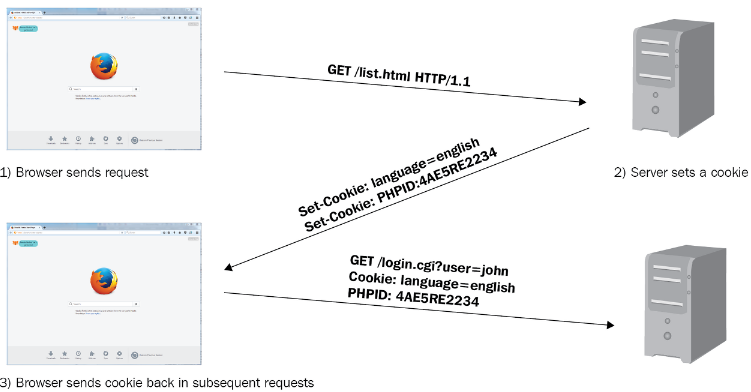 GET /list.html HTTP/1.1
1) Browser sends request
2) Server sets a cookie
Set-Cookie: language=english
Set-Cookie: PHPID:4AE5RE2234
GET /login.cgi?user=john
Cookie: language=english
PHPID: 4AE5RE2234
3) Browser sends cookie back in subsequent requests